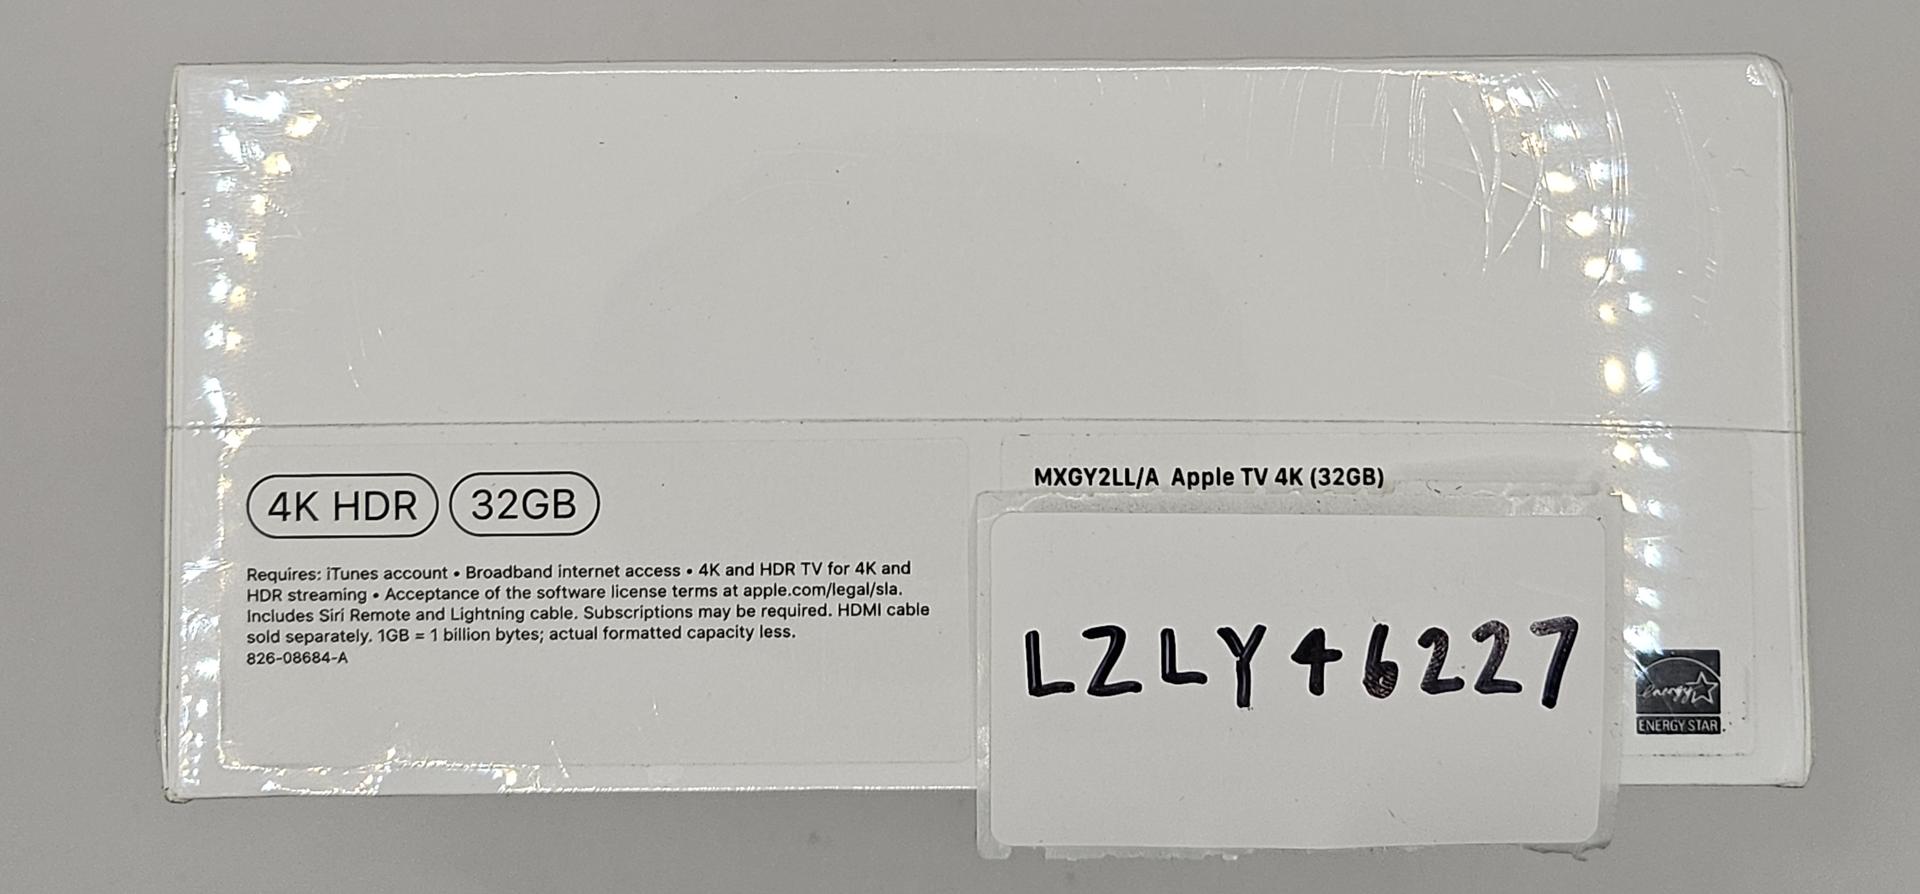 4K HDR 32GB
Requires: iTunes account • Broadband internet access • 4K and HDR TV for 4K and
HDR streaming • Acceptance of the software license terms at apple.com/legal/sla.
Includes Siri Remote and Lightning cable. Subscriptions may be required. HDMI cable
sold separately. 1GB = 1 billion bytes; actual formatted capacity less.
826-08684-A
MXGY2LL/A Apple TV 4K (32GB)
LZLY46227
energy
ENERGY STAR